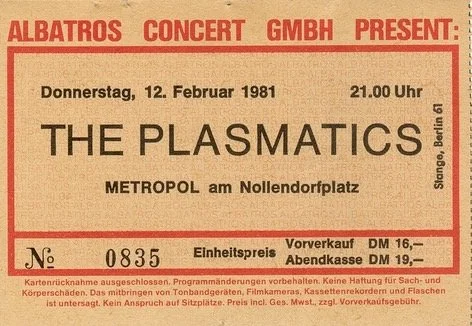 ALBATROS CONCERT GMBH PRESENT:
Donnerstag, 12. Februar 1981 21.00 Uhr
THE PLASMATICS
METROPOL am Nollendorfplatz
Stange, Berlin 61
No 0835 Einheitspreis Vorverkauf DM 16,—
Abendkasse DM 19,—
Kartenrücknahme ausgeschlossen. Programmänderungen vorbehalten. Keine Haftung für Sach- und
Körperschäden. Das mitbringen von Tonbandgeräten, Filmkameras, Kassettenrekordern und Flaschen
ist untersagt. Kein Anspruch auf Sitzplätze. Preis incl. Ges. Mwst., zzgl. Vorverkaufsgebühr.